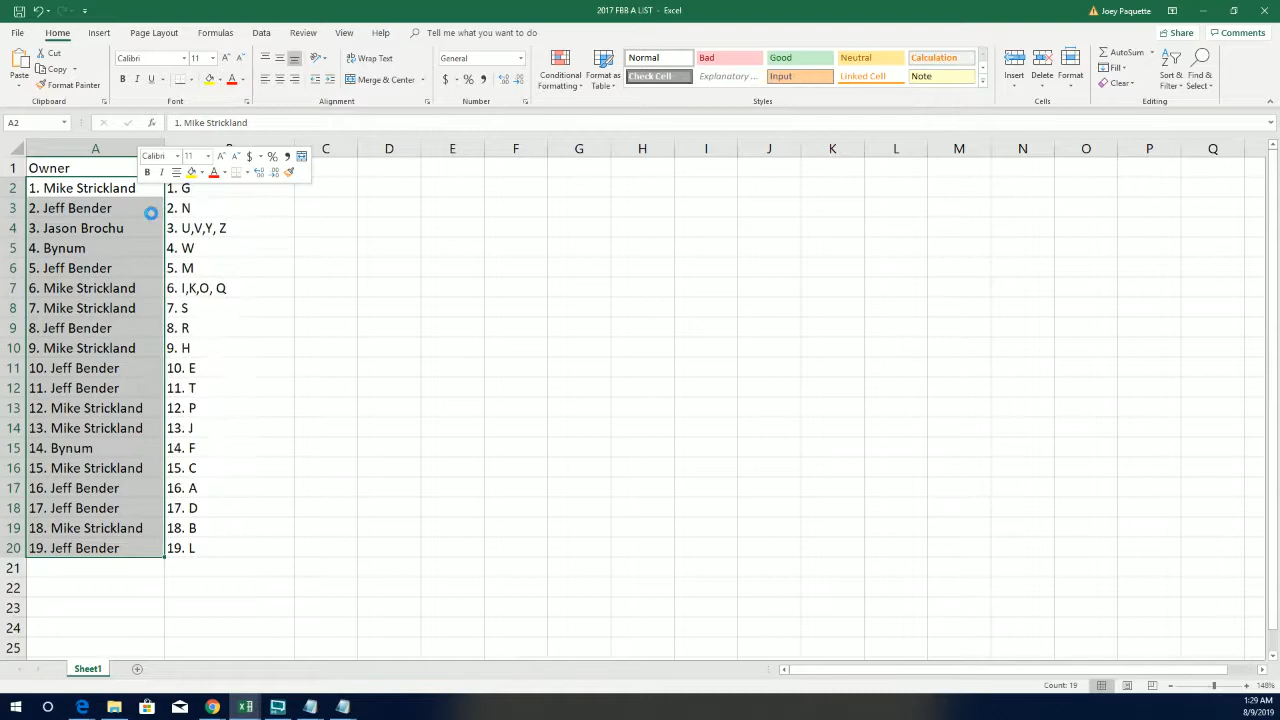 2017 FBB A LIST - Excel
Joey Paquette
File Home Insert Page Layout Formulas Data Review View Help Tell me what you want to do
Share Comments
Paste
Cut
Copy
Format Painter
Clipboard
Calibri 11
B I U
Font
Wrap Text
Merge & Center
Alignment
General
$ % ,
Number
Conditional Formatting
Format as Table
Normal Bad Good Neutral Calculation
Check Cell Explanatory ... Input Linked Cell Note
Styles
Insert Delete Format
Cells
AutoSum
Fill
Clear
Sort & Filter
Find & Select
Editing
A2 fx 1. Mike Strickland
A C D E F G H I J K L M N O P Q
Calibri 11 A A $ % ,
B I A
1 Owner
2 1. Mike Strickland 1. G
3 2. Jeff Bender 2. N
4 3. Jason Brochu 3. U,V,Y, Z
5 4. Bynum 4. W
6 5. Jeff Bender 5. M
7 6. Mike Strickland 6. I,K,O, Q
8 7. Mike Strickland 7. S
9 8. Jeff Bender 8. R
10 9. Mike Strickland 9. H
11 10. Jeff Bender 10. E
12 11. Jeff Bender 11. T
13 12. Mike Strickland 12. P
14 13. Mike Strickland 13. J
15 14. Bynum 14. F
16 15. Mike Strickland 15. C
17 16. Jeff Bender 16. A
18 17. Jeff Bender 17. D
19 18. Mike Strickland 18. B
20 19. Jeff Bender 19. L
21
22
23
24
25
Sheet1
Count: 19
148%
1:29 AM
8/9/2019